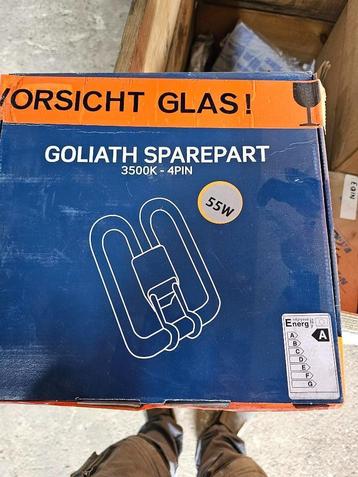 VORSICHT GLAS!
GOLIATH SPAREPART
3500K - 4PIN
55W
Energ
A
A
B
C
D
E
F
G